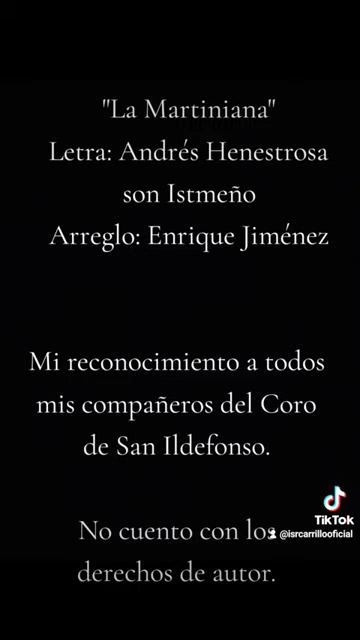 "La Martiniana"
Letra: Andrés Henestrosa
son Istmeño
Arreglo: Enrique Jiménez
Mi reconocimiento a todos
mis compañeros del Coro
de San Ildefonso.
No cuento con los
derechos de autor.
TikTok
@isrcarrillooficial